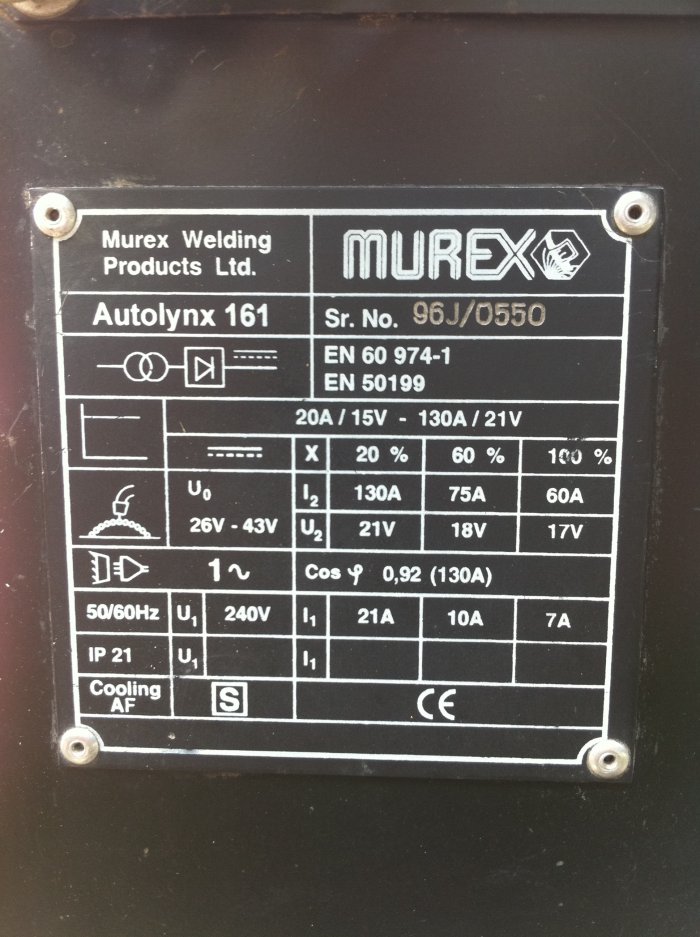 Murex Welding
Products Ltd.
MUREX
Autolynx 161
Sr. No. 96J/0550
EN 60 974-1
EN 50199
20A / 15V - 130A / 21V
X 20 % 60 % 100 %
U₀
26V - 43V
I₂ 130A 75A 60A
U₂ 21V 18V 17V
1∿ Cos φ 0,92 (130A)
50/60Hz U₁ 240V I₁ 21A 10A 7A
IP 21 U₁ I₁
Cooling
AF
S
CE